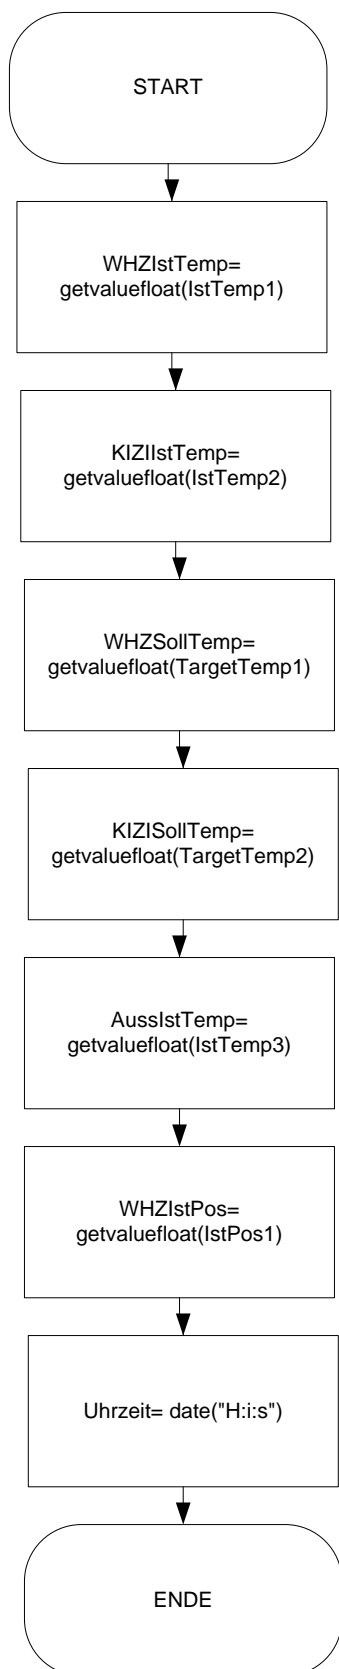 START
WHZIstTemp=
getvaluefloat(IstTemp1)
KIZIIstTemp=
getvaluefloat(IstTemp2)
WHZSollTemp=
getvaluefloat(TargetTemp1)
KIZISollTemp=
getvaluefloat(TargetTemp2)
AussIstTemp=
getvaluefloat(IstTemp3)
WHZIstPos=
getvaluefloat(IstPos1)
Uhrzeit= date("H:i:s")
ENDE